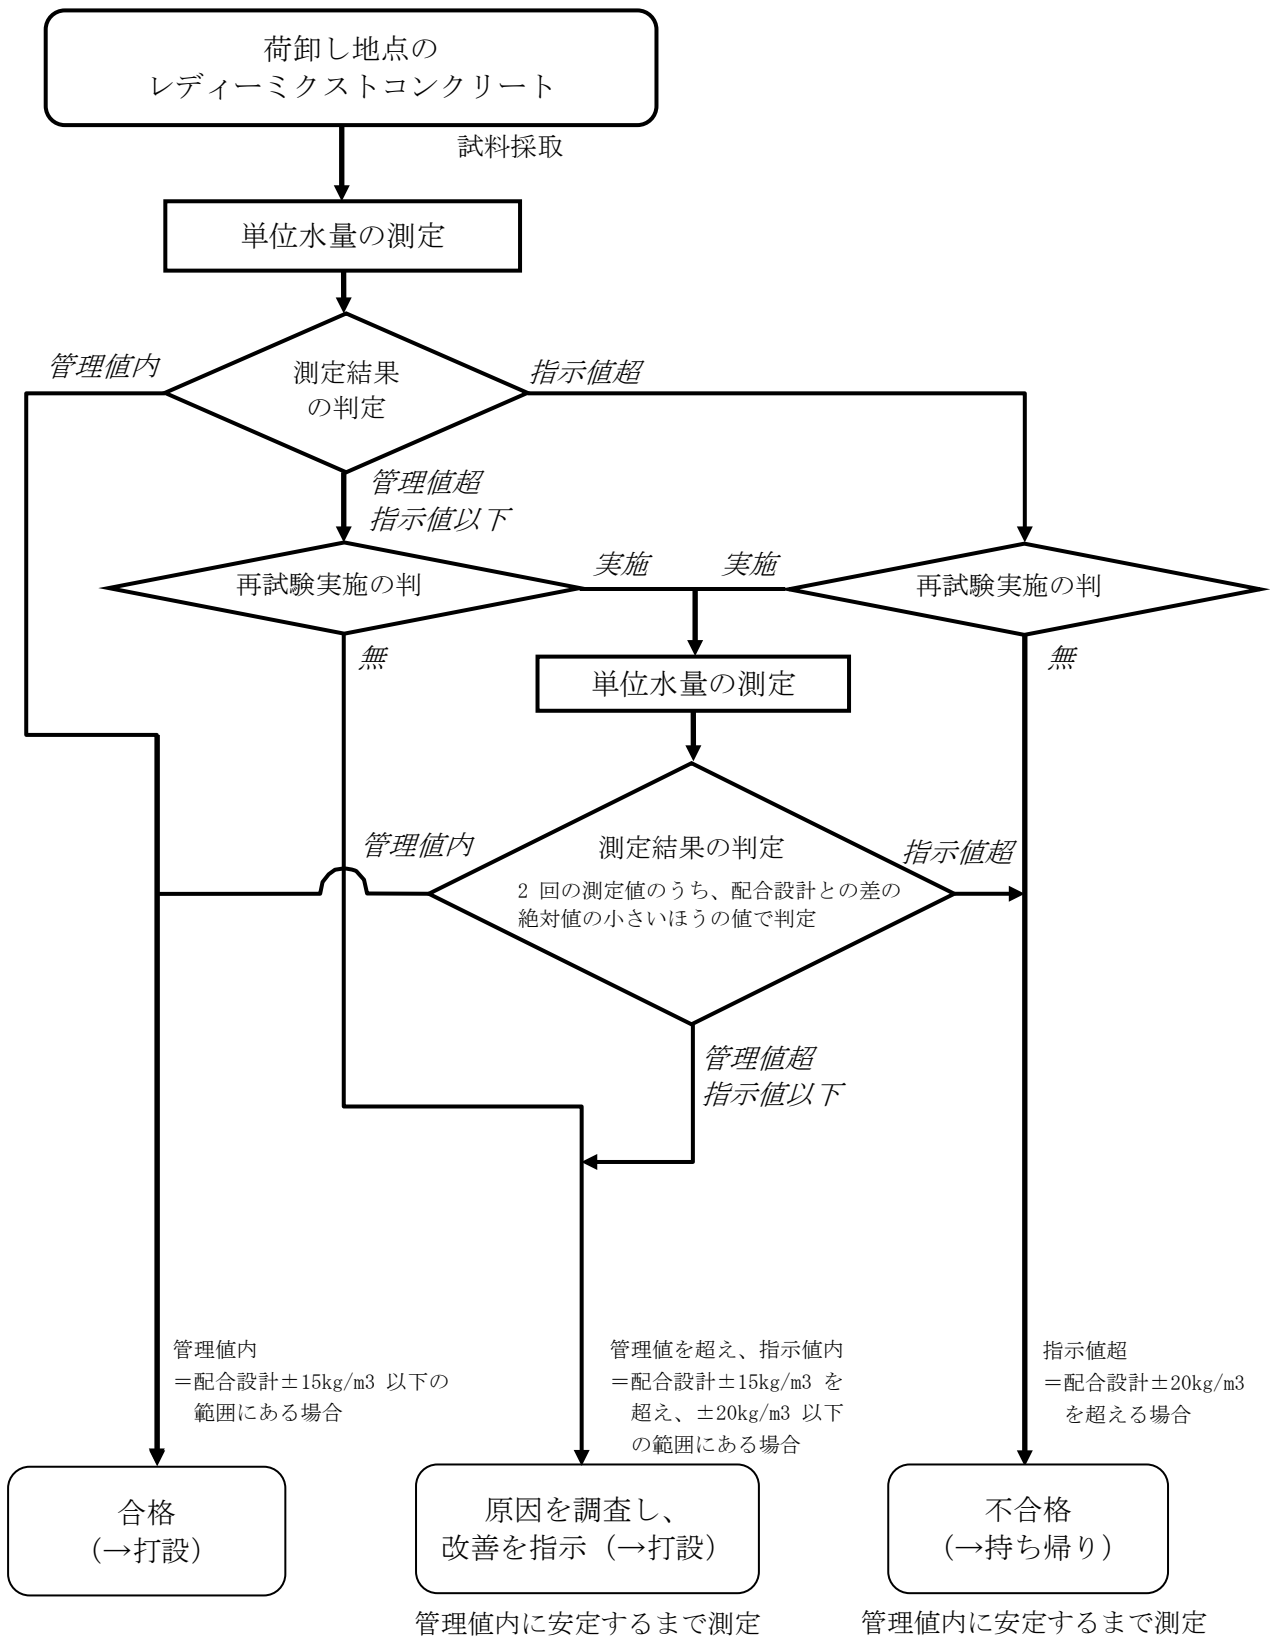 荷卸し地点の
レディーミクストコンクリート
試料採取
単位水量の測定
管理値内
測定結果
の判定
指示値超
管理値超
指示値以下
再試験実施の判
実施
実施
再試験実施の判
無
無
単位水量の測定
管理値内
測定結果の判定
指示値超
2 回の測定値のうち、配合設計との差の
絶対値の小さいほうの値で判定
管理値超
指示値以下
管理値内
＝配合設計±15kg/m3 以下の
範囲にある場合
管理値を超え、指示値内
＝配合設計±15kg/m3 を
超え、±20kg/m3 以下
の範囲にある場合
指示値超
＝配合設計±20kg/m3
を超える場合
合格
（→打設）
原因を調査し、
改善を指示（→打設）
不合格
（→持ち帰り）
管理値内に安定するまで測定
管理値内に安定するまで測定